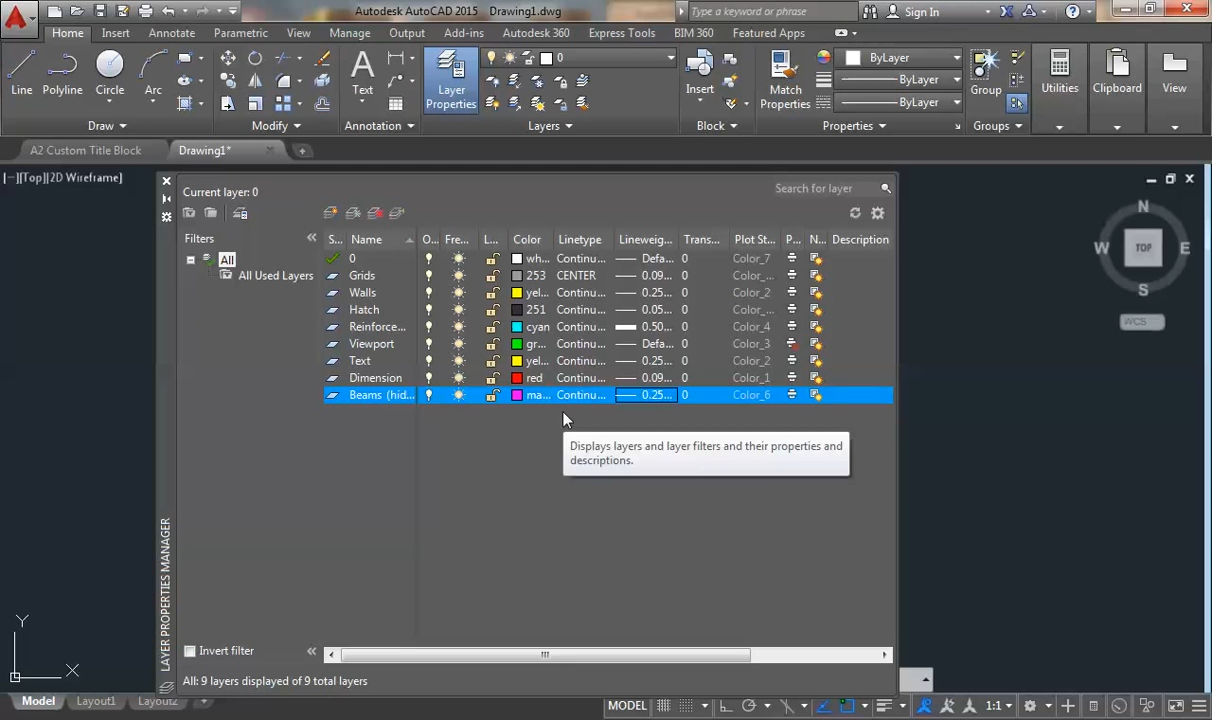 Autodesk AutoCAD 2015 Drawing1.dwg
Type a keyword or phrase
Sign In
Home Insert Annotate Parametric View Manage Output Add-ins Autodesk 360 Express Tools BIM 360 Featured Apps
Line Polyline Circle Arc
Text
Layer Properties
0
Insert
Match Properties
ByLayer
ByLayer
ByLayer
Group
Utilities Clipboard View
Draw Modify Annotation Layers Block Properties Groups
A2 Custom Title Block Drawing1*
[−][Top][2D Wireframe]
Current layer: 0
Search for layer
Filters
All
All Used Layers
S... Name O.. Fre... L... Color Linetype Lineweig... Trans... Plot St... P... N.. Description
0 wh... Continu... Defa... 0 Color_7
Grids 253 CENTER 0.09... 0 Color_...
Walls yel... Continu... 0.25... 0 Color_2
Hatch 251 Continu... 0.05... 0 Color_...
Reinforce... cyan Continu... 0.50... 0 Color_4
Viewport gr... Continu... Defa... 0 Color_3
Text yel... Continu... 0.25... 0 Color_2
Dimension red Continu... 0.09... 0 Color_1
Beams (hid... ma... Continu... 0.25... 0 Color_6
Displays layers and layer filters and their properties and
descriptions.
LAYER PROPERTIES MANAGER
Invert filter
All: 9 layers displayed of 9 total layers
N
W TOP E
S
WCS
Y
X
Model Layout1 Layout2
MODEL
1:1